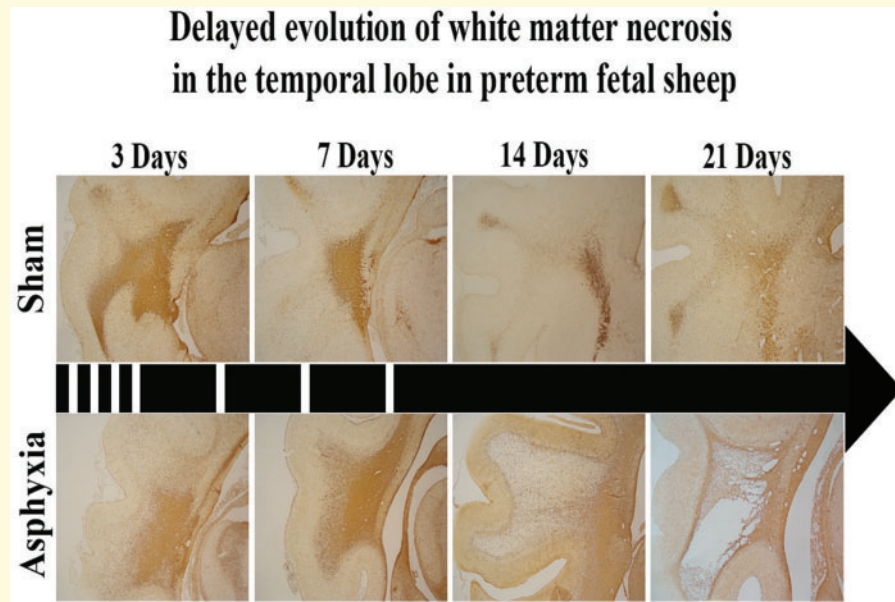 Delayed evolution of white matter necrosis
in the temporal lobe in preterm fetal sheep
3 Days
7 Days
14 Days
21 Days
Sham
Asphyxia